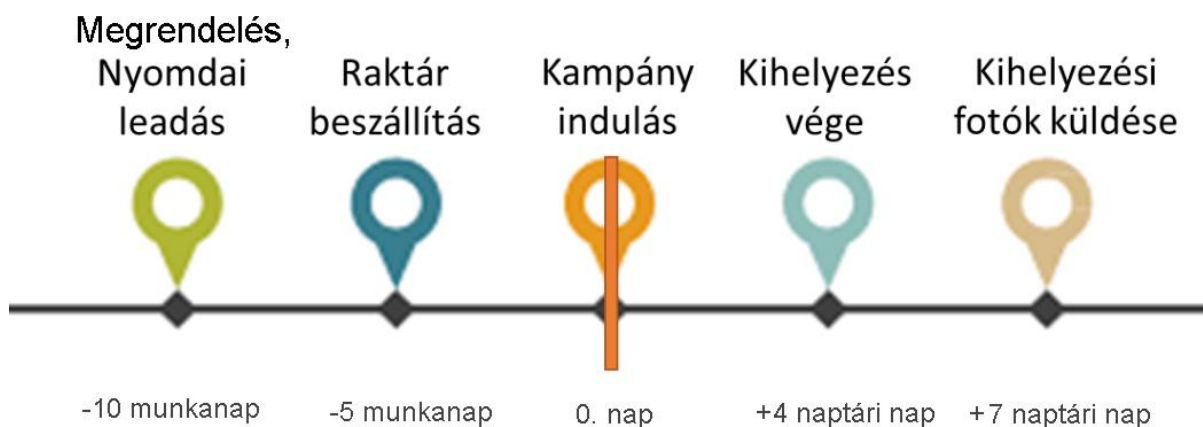 Megrendelés,
Nyomdai
leadás
Raktár
beszállítás
Kampány
indulás
Kihelyezés
vége
Kihelyezési
fotók küldése
-10 munkanap
-5 munkanap
0. nap
+4 naptári nap
+7 naptári nap